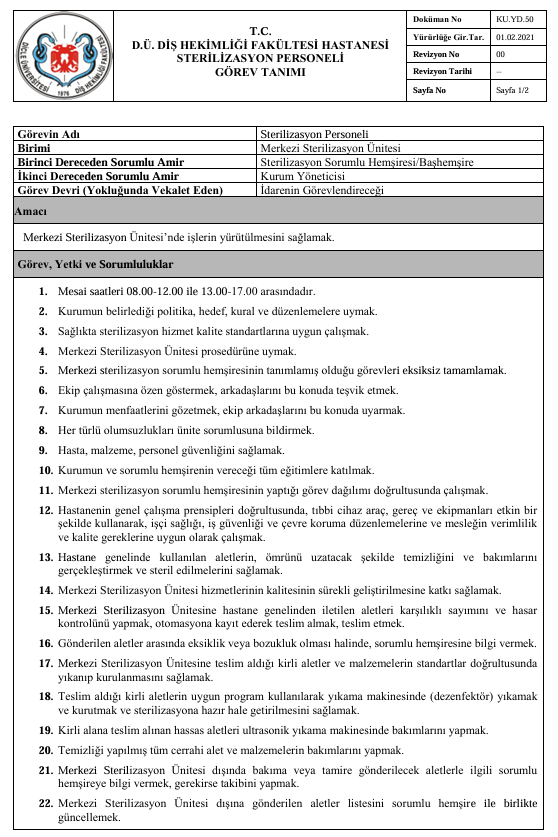 DİCLE ÜNİVERSİTESİ DİŞ HEKİMLİĞİ FAKÜLTESİ
1976
T.C.
D.Ü. DİŞ HEKİMLİĞİ FAKÜLTESİ HASTANESİ
STERİLİZASYON PERSONELİ
GÖREV TANIMI
Doküman No KU.YD.50
Yürürlüğe Gir.Tar. 01.02.2021
Revizyon No 00
Revizyon Tarihi --
Sayfa No Sayfa 1/2
Görevin Adı Sterilizasyon Personeli
Birimi Merkezi Sterilizasyon Ünitesi
Birinci Dereceden Sorumlu Amir Sterilizasyon Sorumlu Hemşiresi/Başhemşire
İkinci Dereceden Sorumlu Amir Kurum Yöneticisi
Görev Devri (Yokluğunda Vekalet Eden) İdarenin Görevlendireceği
Amacı
Merkezi Sterilizasyon Ünitesi’nde işlerin yürütülmesini sağlamak.
Görev, Yetki ve Sorumluluklar
1. Mesai saatleri 08.00-12.00 ile 13.00-17.00 arasındadır.
2. Kurumun belirlediği politika, hedef, kural ve düzenlemelere uymak.
3. Sağlıkta sterilizasyon hizmet kalite standartlarına uygun çalışmak.
4. Merkezi Sterilizasyon Ünitesi prosedürüne uymak.
5. Merkezi sterilizasyon sorumlu hemşiresinin tanımlamış olduğu görevleri eksiksiz tamamlamak.
6. Ekip çalışmasına özen göstermek, arkadaşlarını bu konuda teşvik etmek.
7. Kurumun menfaatlerini gözetmek, ekip arkadaşlarını bu konuda uyarmak.
8. Her türlü olumsuzlukları ünite sorumlusuna bildirmek.
9. Hasta, malzeme, personel güvenliğini sağlamak.
10. Kurumun ve sorumlu hemşirenin vereceği tüm eğitimlere katılmak.
11. Merkezi sterilizasyon sorumlu hemşiresinin yaptığı görev dağılımı doğrultusunda çalışmak.
12. Hastanenin genel çalışma prensipleri doğrultusunda, tıbbi cihaz araç, gereç ve ekipmanları etkin bir
şekilde kullanarak, işçi sağlığı, iş güvenliği ve çevre koruma düzenlemelerine ve mesleğin verimlilik
ve kalite gereklerine uygun olarak çalışmak.
13. Hastane genelinde kullanılan aletlerin, ömrünü uzatacak şekilde temizliğini ve bakımlarını
gerçekleştirmek ve steril edilmelerini sağlamak.
14. Merkezi Sterilizasyon Ünitesi hizmetlerinin kalitesinin sürekli geliştirilmesine katkı sağlamak.
15. Merkezi Sterilizasyon Ünitesine hastane genelinden iletilen aletleri karşılıklı sayımını ve hasar
kontrolünü yapmak, otomasyona kayıt ederek teslim almak, teslim etmek.
16. Gönderilen aletler arasında eksiklik veya bozukluk olması halinde, sorumlu hemşiresine bilgi vermek.
17. Merkezi Sterilizasyon Ünitesine teslim aldığı kirli aletler ve malzemelerin standartlar doğrultusunda
yıkanıp kurulanmasını sağlamak.
18. Teslim aldığı kirli aletlerin uygun program kullanılarak yıkama makinesinde (dezenfektör) yıkamak
ve kurutmak ve sterilizasyona hazır hale getirilmesini sağlamak.
19. Kirli alana teslim alınan hassas aletleri ultrasonik yıkama makinesinde bakımlarını yapmak.
20. Temizliği yapılmış tüm cerrahi alet ve malzemelerin bakımlarını yapmak.
21. Merkezi Sterilizasyon Ünitesi dışında bakıma veya tamire gönderilecek aletlerle ilgili sorumlu
hemşireye bilgi vermek, gerekirse takibini yapmak.
22. Merkezi Sterilizasyon Ünitesi dışına gönderilen aletler listesini sorumlu hemşire ile birlikte
güncellemek.